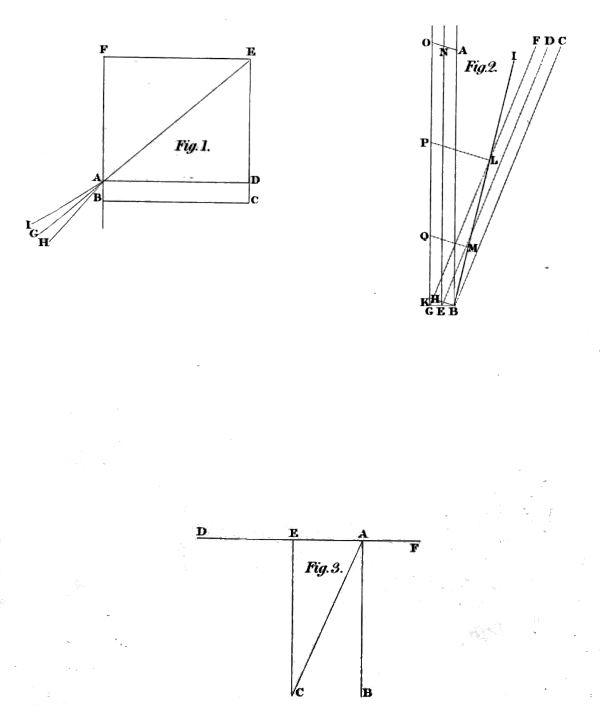 F E
Fig. 1.
A D
B C
I
G
H
O N A I F D C
Fig. 2.
P L
Q M
K H
G E B
D E A F
Fig. 3.
C B